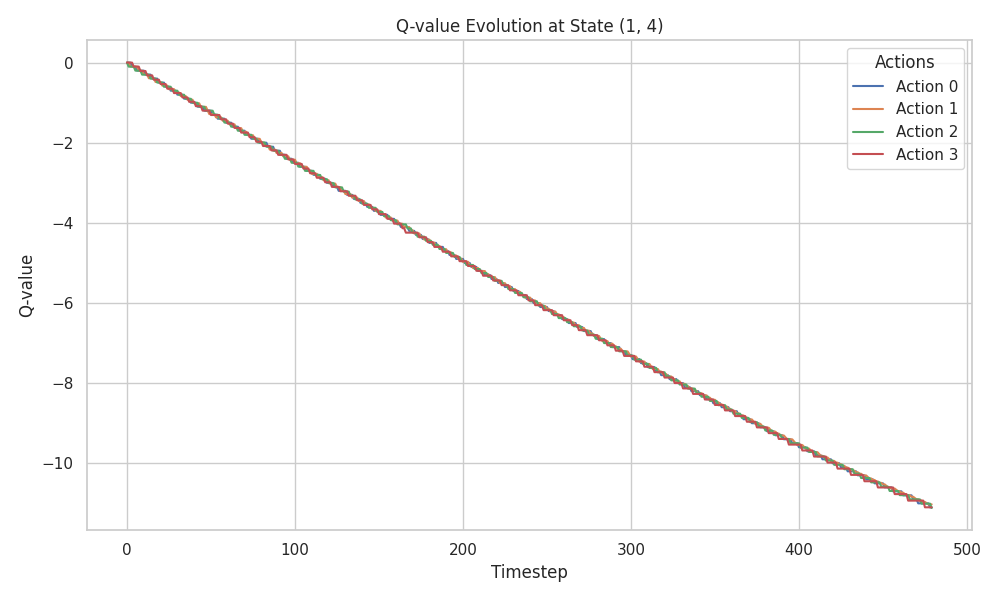 Q-value Evolution at State (1, 4)
Actions
Action 0
Action 1
Action 2
Action 3
Q-value
0
−2
−4
−6
−8
−10
0 100 200 300 400 500
Timestep